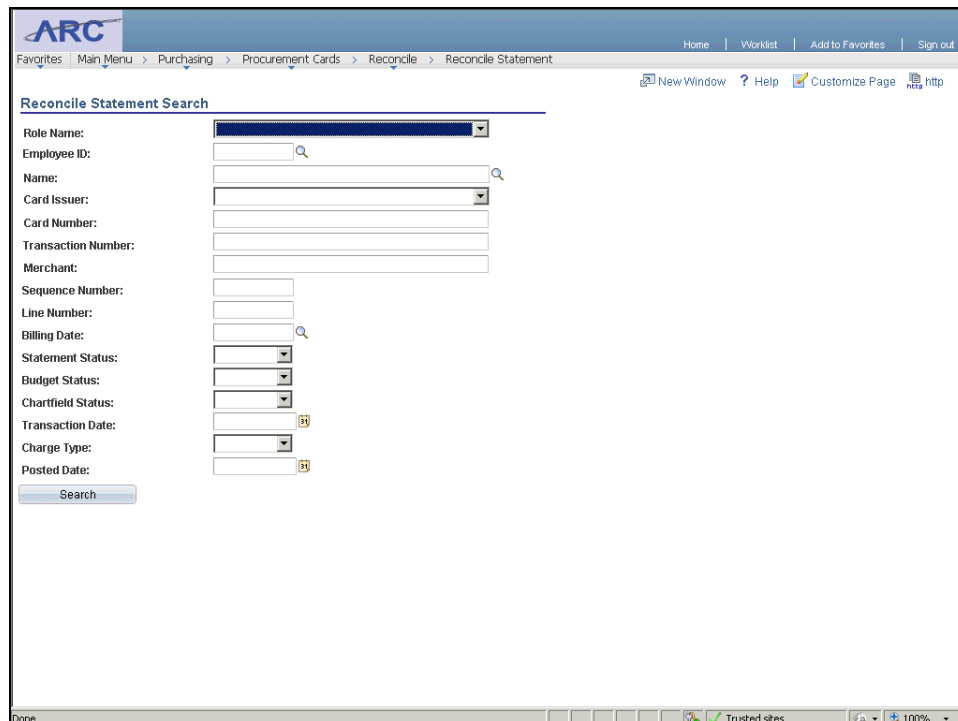 ARC
Home | Worklist | Add to Favorites | Sign out
Favorites Main Menu > Purchasing > Procurement Cards > Reconcile > Reconcile Statement
New Window ? Help Customize Page http
Reconcile Statement Search
Role Name:
Employee ID:
Name:
Card Issuer:
Card Number:
Transaction Number:
Merchant:
Sequence Number:
Line Number:
Billing Date:
Statement Status:
Budget Status:
Chartfield Status:
Transaction Date:
31
Charge Type:
Posted Date:
31
Search
Done
Trusted sites
100%